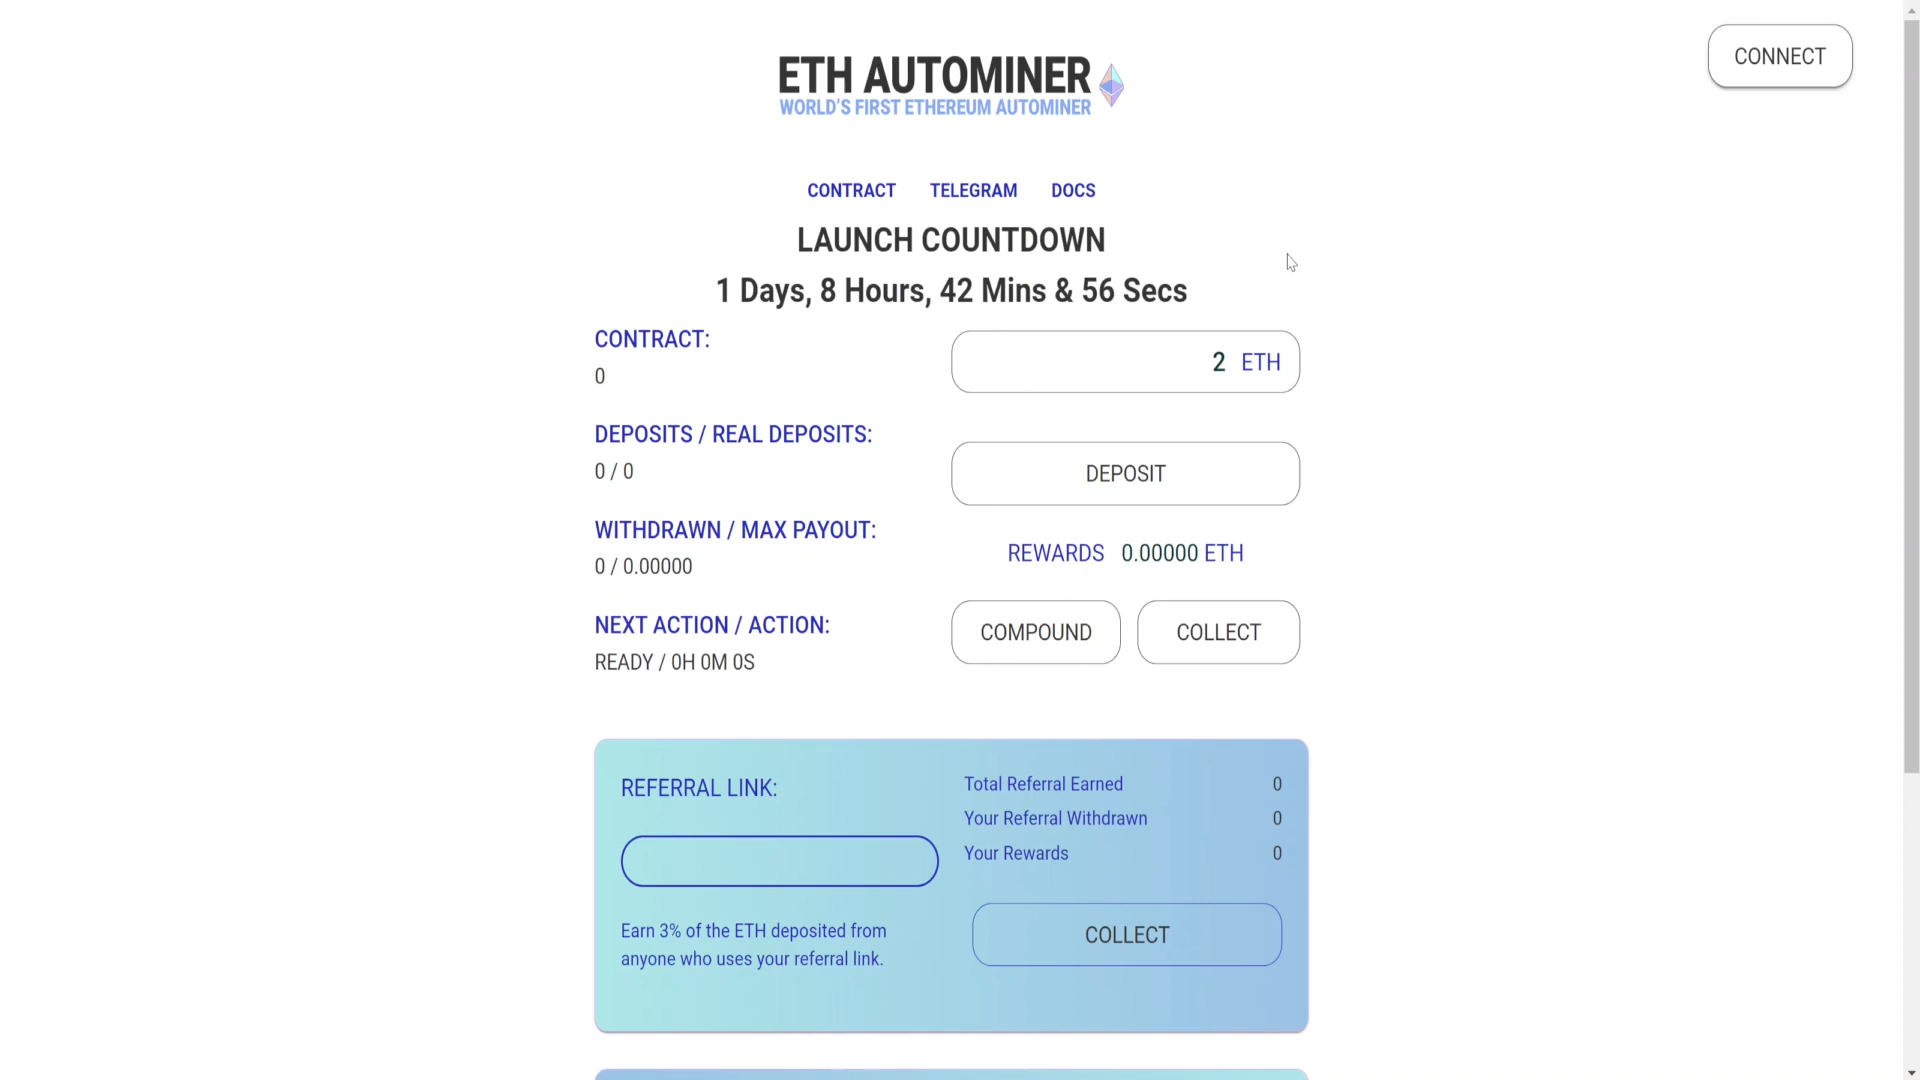 CONNECT
ETH AUTOMINER
WORLD'S FIRST ETHEREUM AUTOMINER
CONTRACT TELEGRAM DOCS
LAUNCH COUNTDOWN
1 Days, 8 Hours, 42 Mins & 56 Secs
CONTRACT:
0
2 ETH
DEPOSITS / REAL DEPOSITS:
0 / 0
DEPOSIT
WITHDRAWN / MAX PAYOUT:
0 / 0.00000
REWARDS 0.00000 ETH
NEXT ACTION / ACTION:
READY / 0H 0M 0S
COMPOUND COLLECT
REFERRAL LINK:
Earn 3% of the ETH deposited from
anyone who uses your referral link.
Total Referral Earned 0
Your Referral Withdrawn 0
Your Rewards 0
COLLECT